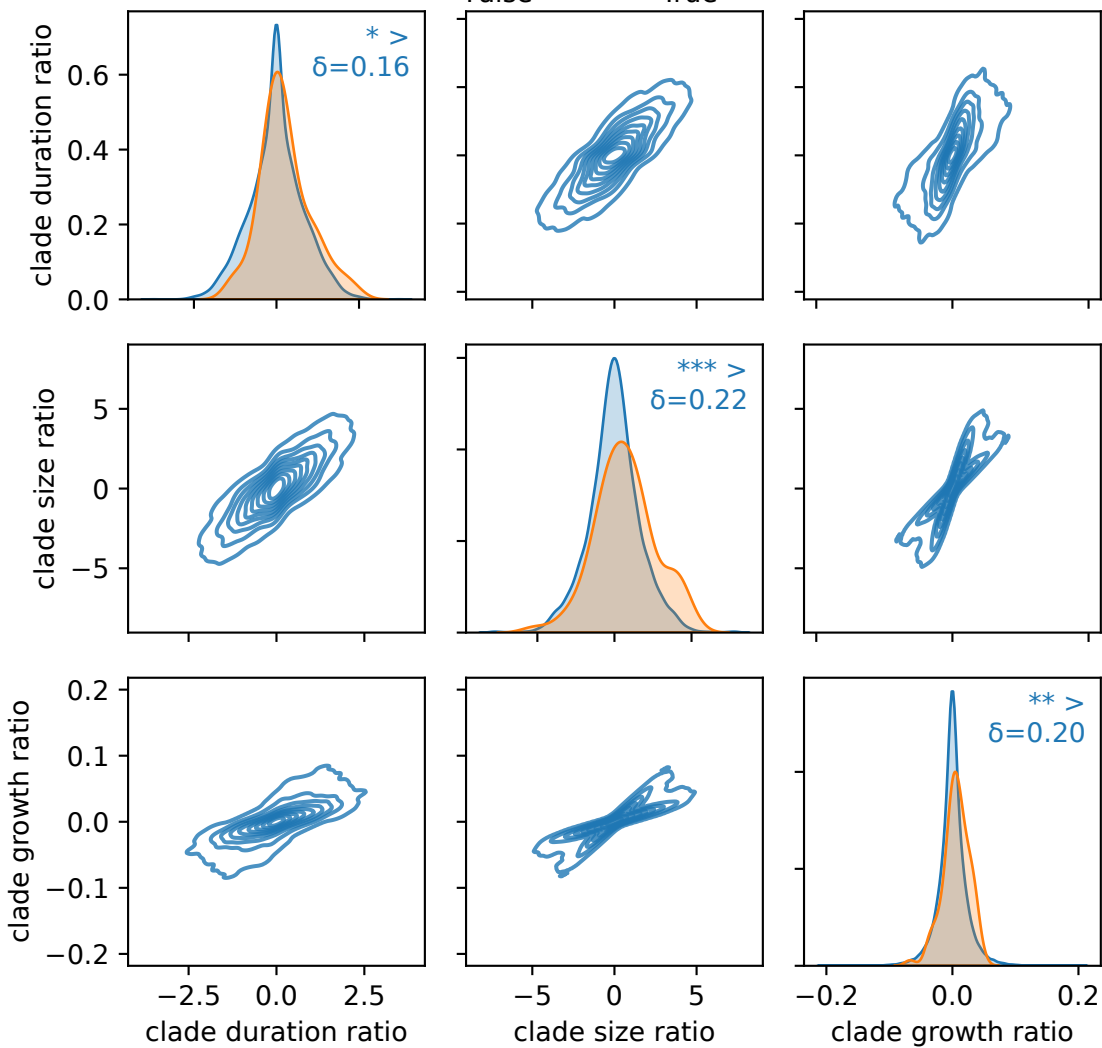 * >
δ=0.16
clade duration ratio
0.6
0.4
0.2
0.0
*** >
δ=0.22
clade size ratio
5
0
−5
** >
δ=0.20
clade growth ratio
0.2
0.1
0.0
−0.1
−0.2
−2.5 0.0 2.5 −5 0 5 −0.2 0.0 0.2
clade duration ratio clade size ratio clade growth ratio